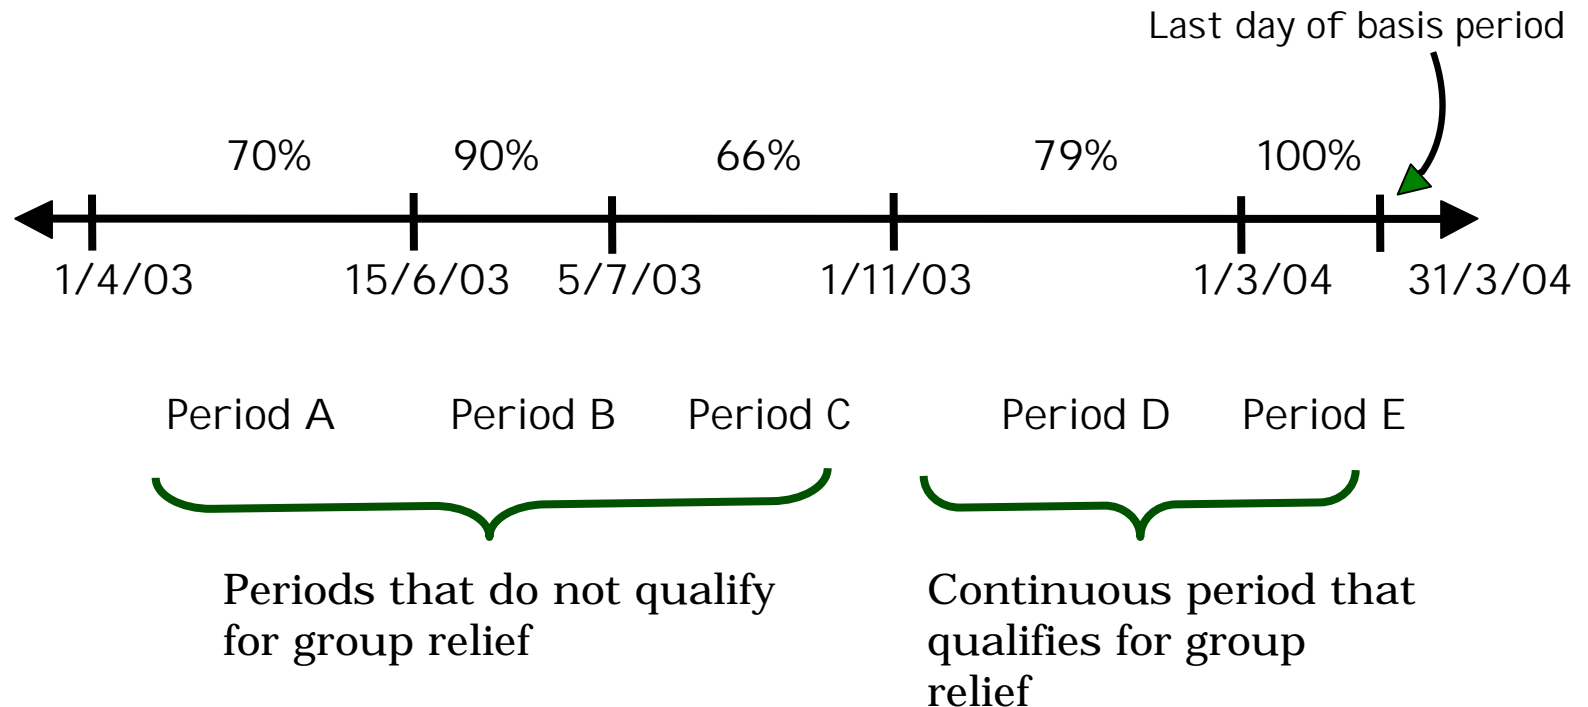 Last day of basis period
70% 90% 66% 79% 100%
1/4/03 15/6/03 5/7/03 1/11/03 1/3/04 31/3/04
Period A Period B Period C Period D Period E
Periods that do not qualify
for group relief
Continuous period that
qualifies for group
relief